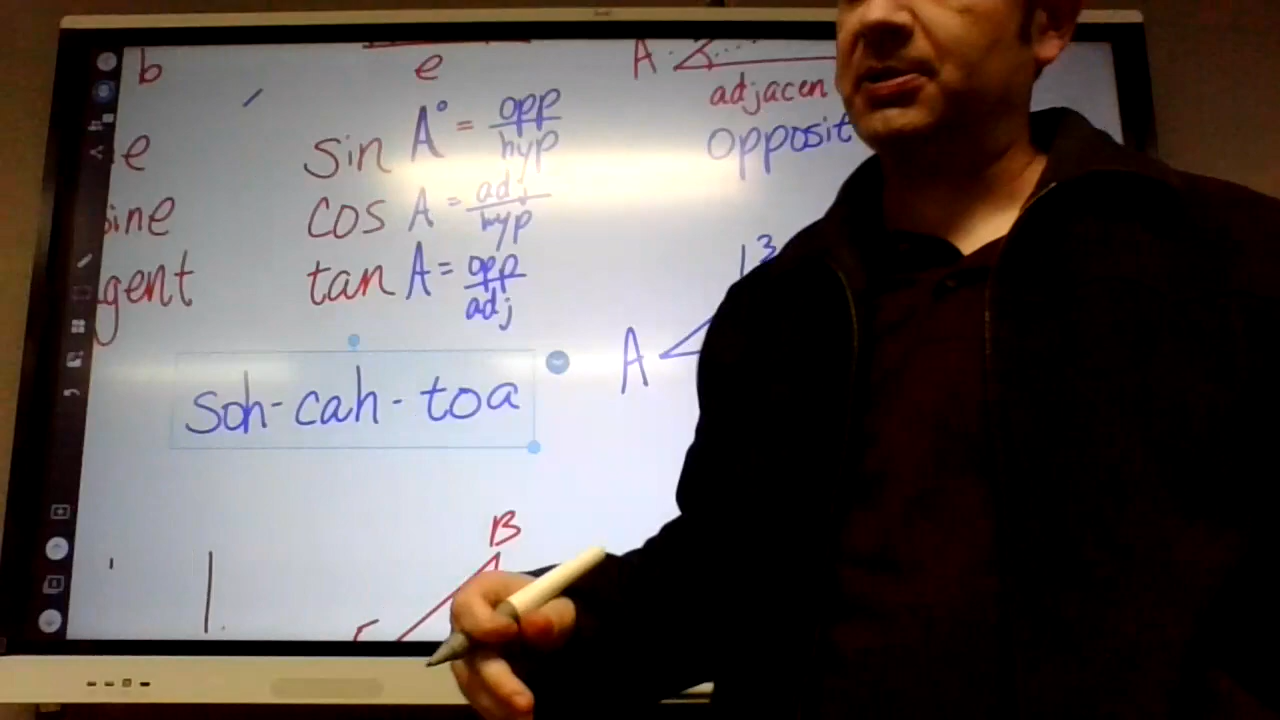 b
e
A
adjacen
opposit
e
sin A° = opp/hyp
sine
cos A = adj/hyp
gent
tan A = opp/adj
13
A
soh-cah-toa
B